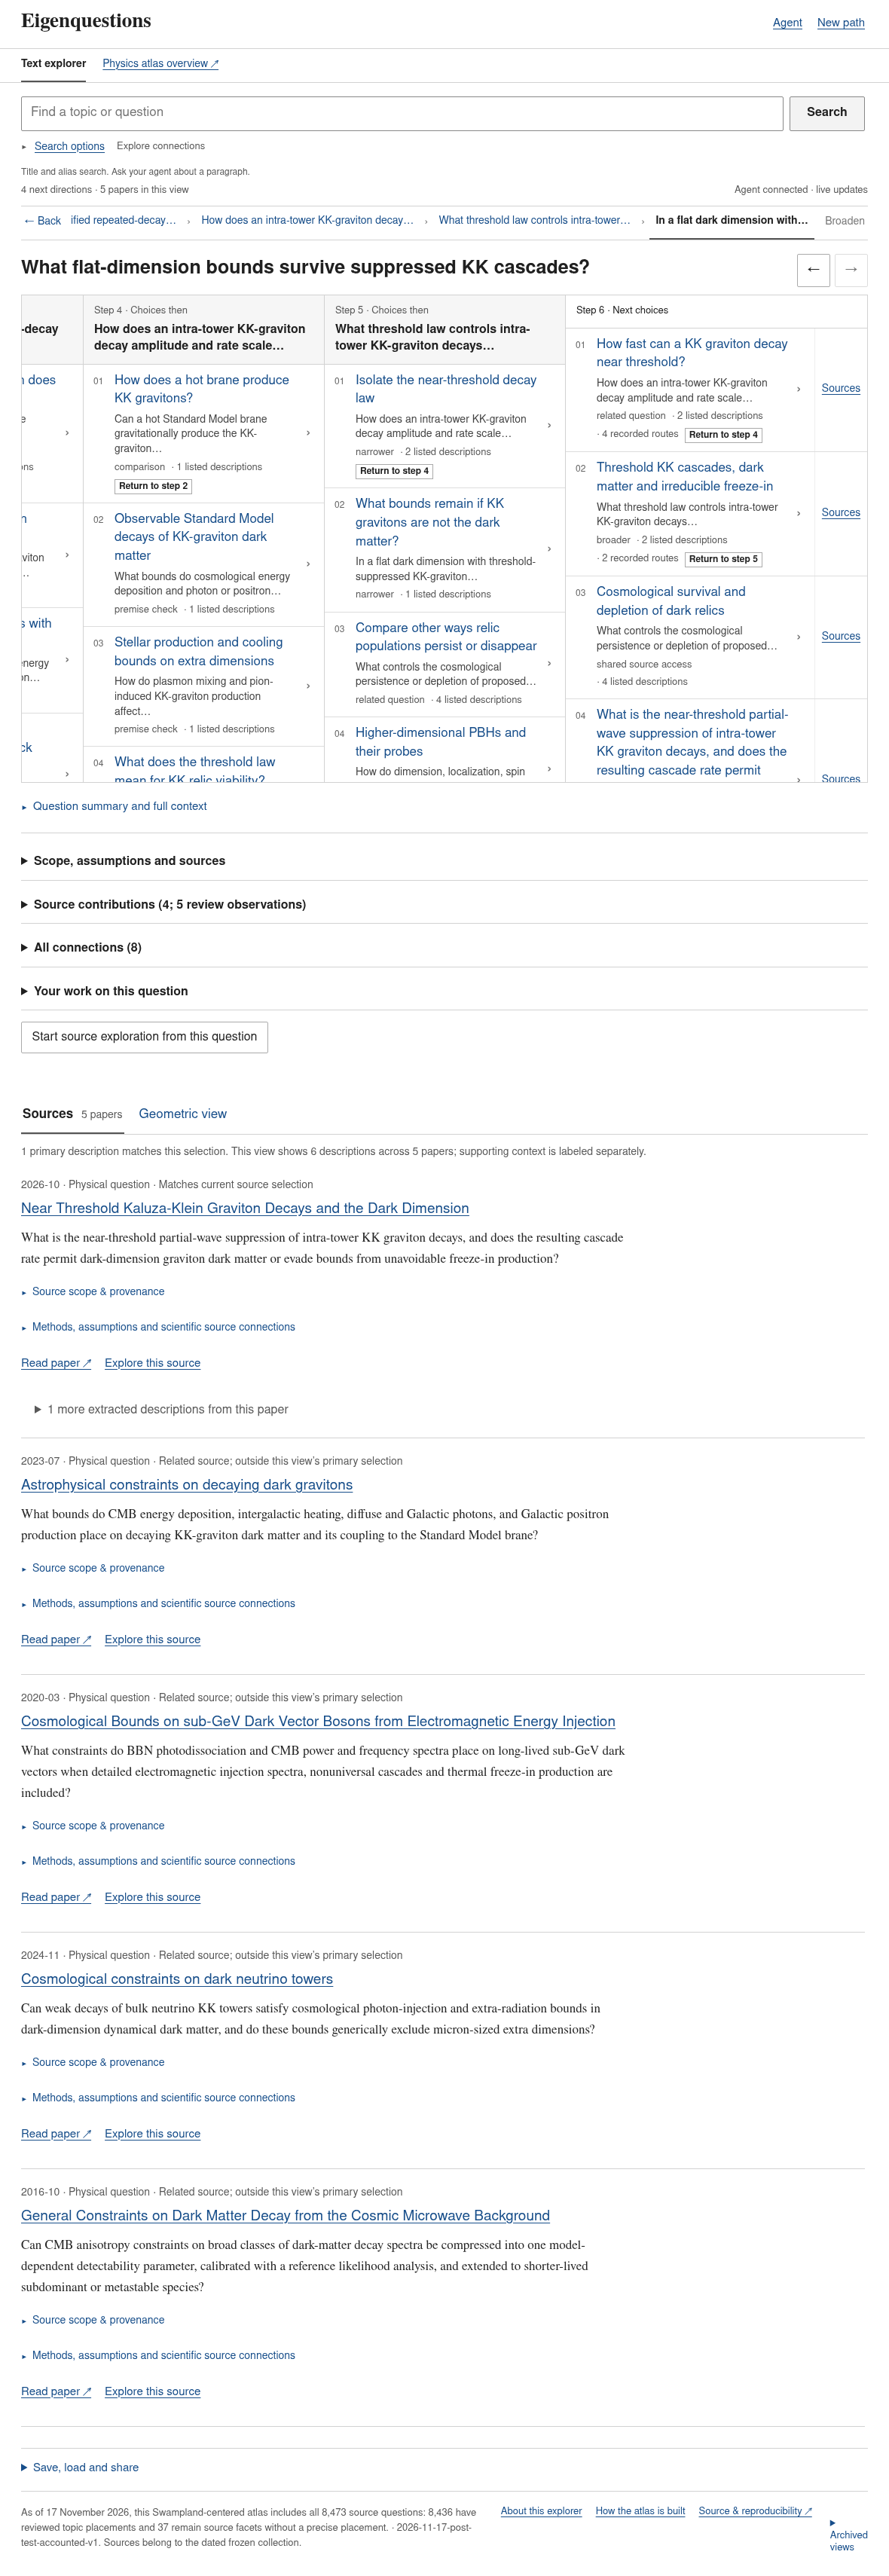 Eigenquestions
Agent New path
Text explorer Physics atlas overview ↗
Find a topic or question
Search
▸ Search options Explore connections
Title and alias search. Ask your agent about a paragraph.
4 next directions · 5 papers in this view
Agent connected · live updates
← Back ified repeated-decay… › How does an intra-tower KK-graviton decay… › What threshold law controls intra-tower… › In a flat dark dimension with… Broaden
What flat-dimension bounds survive suppressed KK cascades?
← →
-decay
does
e
ons
n
viton
…
s with
energy
on…
ck
Step 4 · Choices then
How does an intra-tower KK-graviton
decay amplitude and rate scale…
01 How does a hot brane produce
KK gravitons?
Can a hot Standard Model brane
gravitationally produce the KK-
graviton…
comparison · 1 listed descriptions
Return to step 2
02 Observable Standard Model
decays of KK-graviton dark
matter
What bounds do cosmological energy
deposition and photon or positron…
premise check · 1 listed descriptions
03 Stellar production and cooling
bounds on extra dimensions
How do plasmon mixing and pion-
induced KK-graviton production
affect…
premise check · 1 listed descriptions
04 What does the threshold law
mean for KK relic viability?
Step 5 · Choices then
What threshold law controls intra-
tower KK-graviton decays…
01 Isolate the near-threshold decay
law
How does an intra-tower KK-graviton
decay amplitude and rate scale…
narrower · 2 listed descriptions
Return to step 4
02 What bounds remain if KK
gravitons are not the dark
matter?
In a flat dark dimension with threshold-
suppressed KK-graviton…
narrower · 1 listed descriptions
03 Compare other ways relic
populations persist or disappear
What controls the cosmological
persistence or depletion of proposed…
related question · 4 listed descriptions
04 Higher-dimensional PBHs and
their probes
How do dimension, localization, spin
Step 6 · Next choices
01 How fast can a KK graviton decay
near threshold?
How does an intra-tower KK-graviton
decay amplitude and rate scale…
related question · 2 listed descriptions
· 4 recorded routes Return to step 4
Sources
02 Threshold KK cascades, dark
matter and irreducible freeze-in
What threshold law controls intra-tower
KK-graviton decays…
broader · 2 listed descriptions
· 2 recorded routes Return to step 5
Sources
03 Cosmological survival and
depletion of dark relics
What controls the cosmological
persistence or depletion of proposed…
shared source access
· 4 listed descriptions
Sources
04 What is the near-threshold partial-
wave suppression of intra-tower
KK graviton decays, and does the
resulting cascade rate permit
Sources
▸ Question summary and full context
▶ Scope, assumptions and sources
▶ Source contributions (4; 5 review observations)
▶ All connections (8)
▶ Your work on this question
Start source exploration from this question
Sources 5 papers Geometric view
1 primary description matches this selection. This view shows 6 descriptions across 5 papers; supporting context is labeled separately.
2026-10 · Physical question · Matches current source selection
Near Threshold Kaluza-Klein Graviton Decays and the Dark Dimension
What is the near-threshold partial-wave suppression of intra-tower KK graviton decays, and does the resulting cascade
rate permit dark-dimension graviton dark matter or evade bounds from unavoidable freeze-in production?
▸ Source scope & provenance
▸ Methods, assumptions and scientific source connections
Read paper ↗ Explore this source
▶ 1 more extracted descriptions from this paper
2023-07 · Physical question · Related source; outside this view's primary selection
Astrophysical constraints on decaying dark gravitons
What bounds do CMB energy deposition, intergalactic heating, diffuse and Galactic photons, and Galactic positron
production place on decaying KK-graviton dark matter and its coupling to the Standard Model brane?
▸ Source scope & provenance
▸ Methods, assumptions and scientific source connections
Read paper ↗ Explore this source
2020-03 · Physical question · Related source; outside this view's primary selection
Cosmological Bounds on sub-GeV Dark Vector Bosons from Electromagnetic Energy Injection
What constraints do BBN photodissociation and CMB power and frequency spectra place on long-lived sub-GeV dark
vectors when detailed electromagnetic injection spectra, nonuniversal cascades and thermal freeze-in production are
included?
▸ Source scope & provenance
▸ Methods, assumptions and scientific source connections
Read paper ↗ Explore this source
2024-11 · Physical question · Related source; outside this view's primary selection
Cosmological constraints on dark neutrino towers
Can weak decays of bulk neutrino KK towers satisfy cosmological photon-injection and extra-radiation bounds in
dark-dimension dynamical dark matter, and do these bounds generically exclude micron-sized extra dimensions?
▸ Source scope & provenance
▸ Methods, assumptions and scientific source connections
Read paper ↗ Explore this source
2016-10 · Physical question · Related source; outside this view's primary selection
General Constraints on Dark Matter Decay from the Cosmic Microwave Background
Can CMB anisotropy constraints on broad classes of dark-matter decay spectra be compressed into one model-
dependent detectability parameter, calibrated with a reference likelihood analysis, and extended to shorter-lived
subdominant or metastable species?
▸ Source scope & provenance
▸ Methods, assumptions and scientific source connections
Read paper ↗ Explore this source
▶ Save, load and share
As of 17 November 2026, this Swampland-centered atlas includes all 8,473 source questions: 8,436 have
reviewed topic placements and 37 remain source facets without a precise placement. · 2026-11-17-post-
test-accounted-v1. Sources belong to the dated frozen collection.
About this explorer How the atlas is built Source & reproducibility ↗
▶
Archived
views